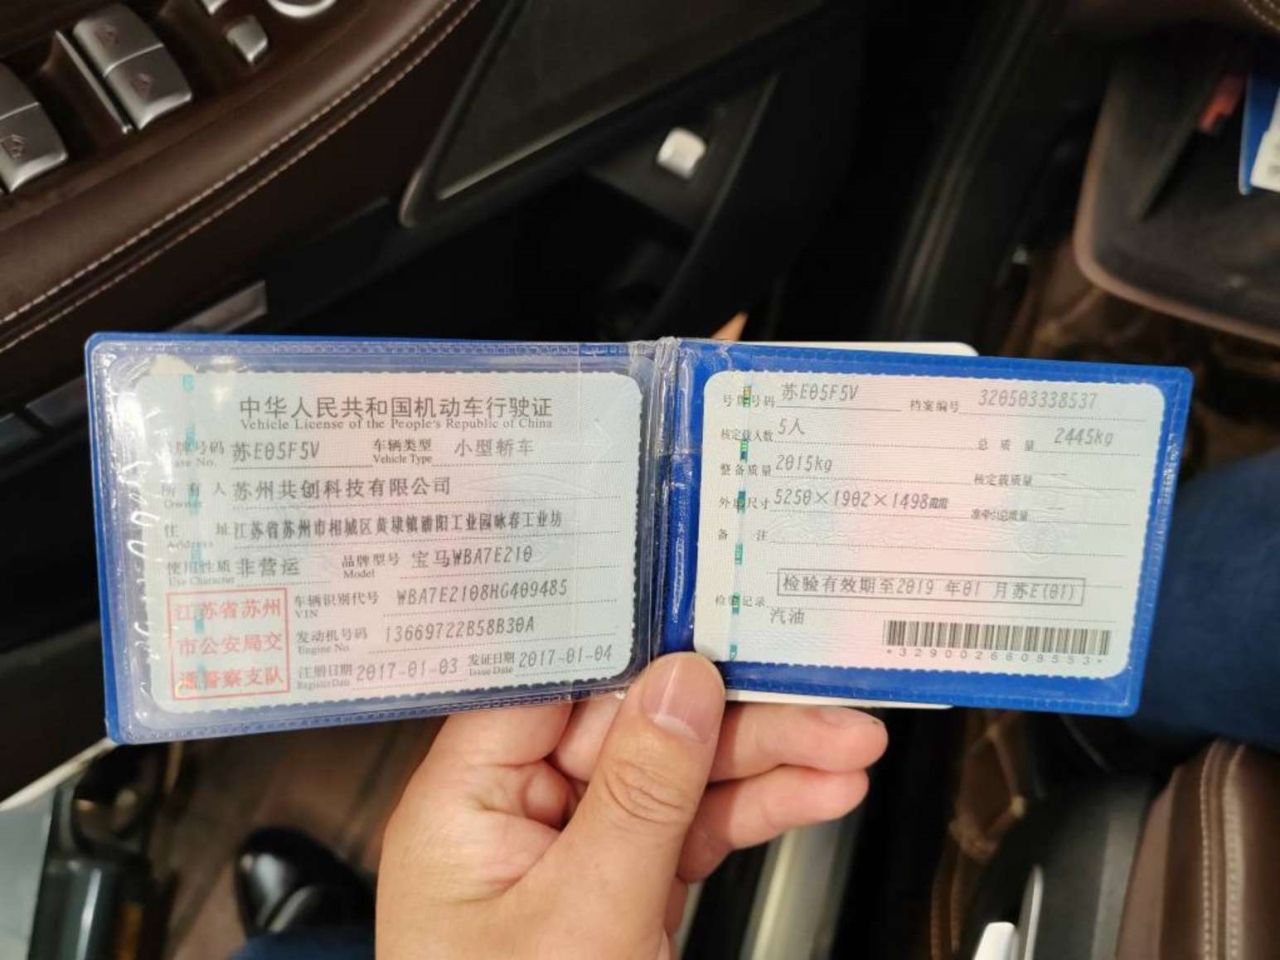 中华人民共和国机动车行驶证
Vehicle License of the People's Republic of China
牌号码 苏E05F5V 车辆类型 小型轿车
Vehicle Type
所有人 苏州共创科技有限公司
住址 江苏省苏州市相城区黄埭镇潘阳工业园咏春工业坊
Address
使用性质 非营运 品牌型号 宝马WBA7E210
Use Character Model
江苏省苏州
市公安局交
通警察支队
车辆识别代号 WBA7E2108HG409485
VIN
发动机号码 13669722B58B30A
Engine No.
注册日期 2017-01-03 发证日期 2017-01-04
Register Date Issue Date
号牌号码 苏E05F5V 档案编号 320503338537
核定载人数 5人 总质量 2445kg
整备质量 2015kg 核定载质量 --
外廓尺寸 5250×1902×1498mm 准牵引总质量 --
备注
检验有效期至2019年01月苏E(01)
检验记录
汽油
*3290026608553*